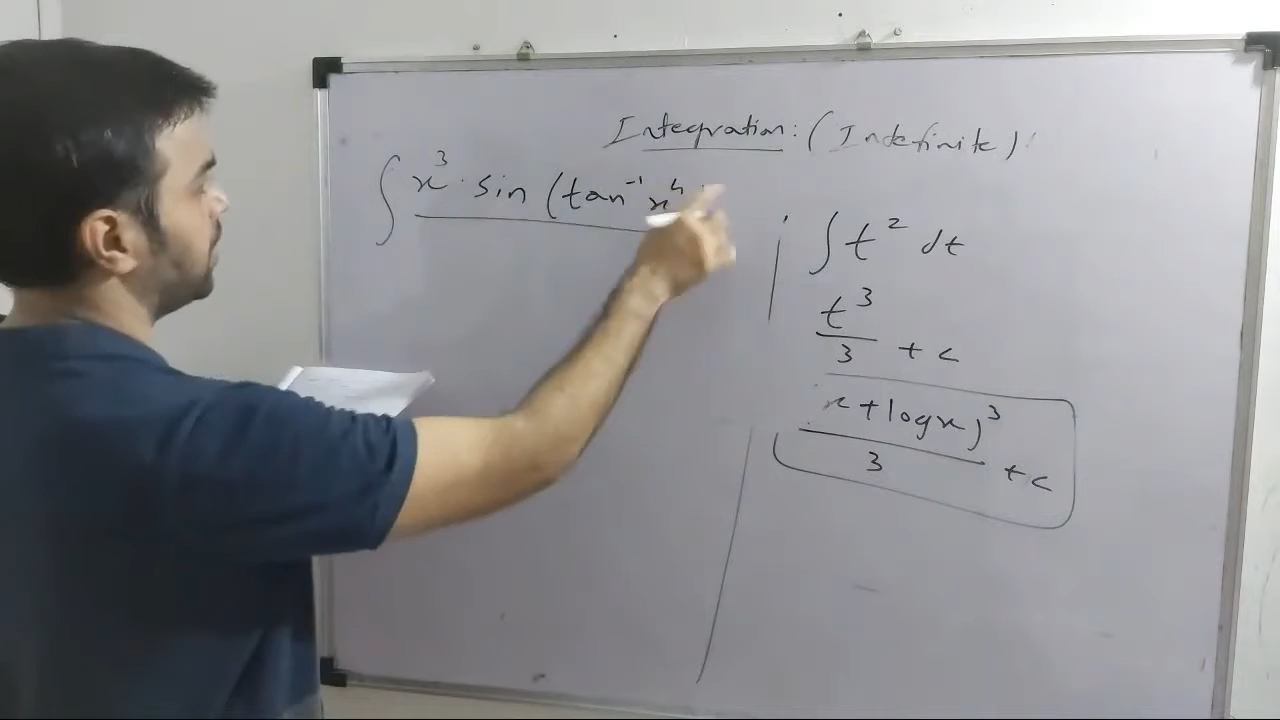 Integration: (Indefinite)
∫ x³ · sin (tan⁻¹ x⁴
∫ t² dt
t³/3 + c
x + log x)³/3 + c